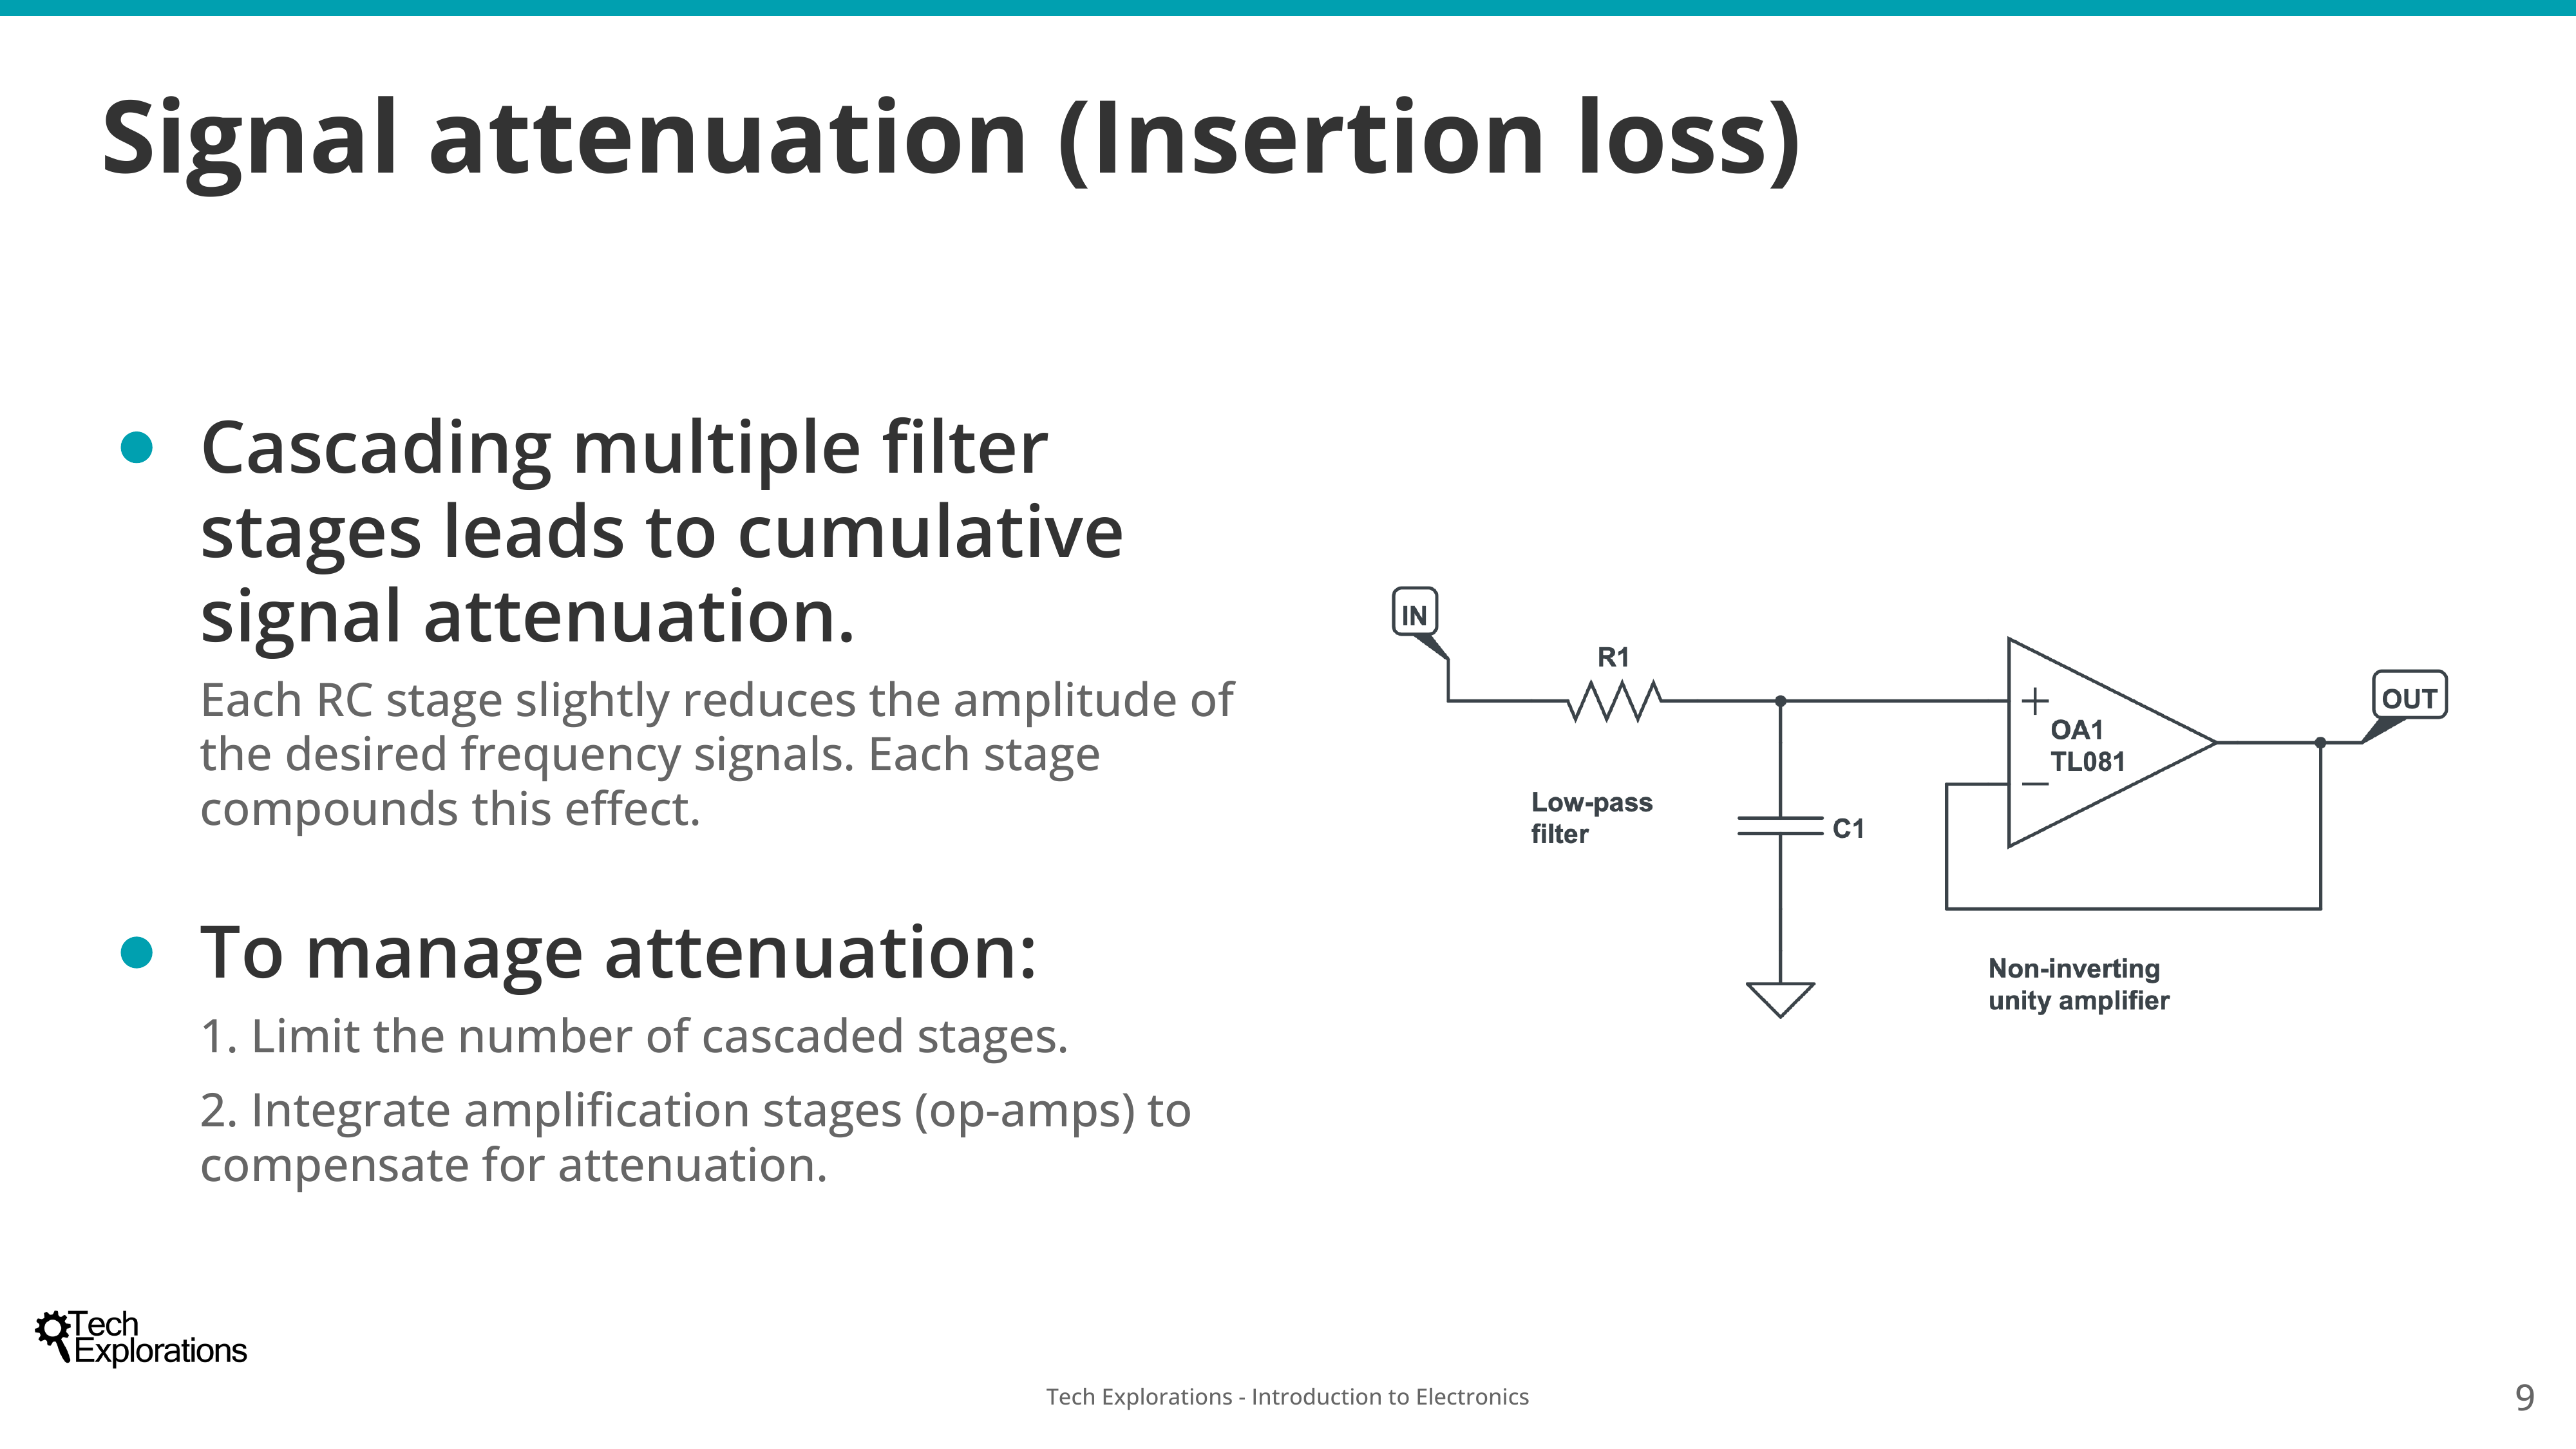 Signal attenuation (Insertion loss)
Cascading multiple filter
stages leads to cumulative
signal attenuation.
Each RC stage slightly reduces the amplitude of
the desired frequency signals. Each stage
compounds this effect.
To manage attenuation:
1. Limit the number of cascaded stages.
2. Integrate amplification stages (op-amps) to
compensate for attenuation.
IN
R1
+
OA1
TL081
−
OUT
Low-pass
filter
C1
Non-inverting
unity amplifier
Tech
Explorations
Tech Explorations - Introduction to Electronics
9